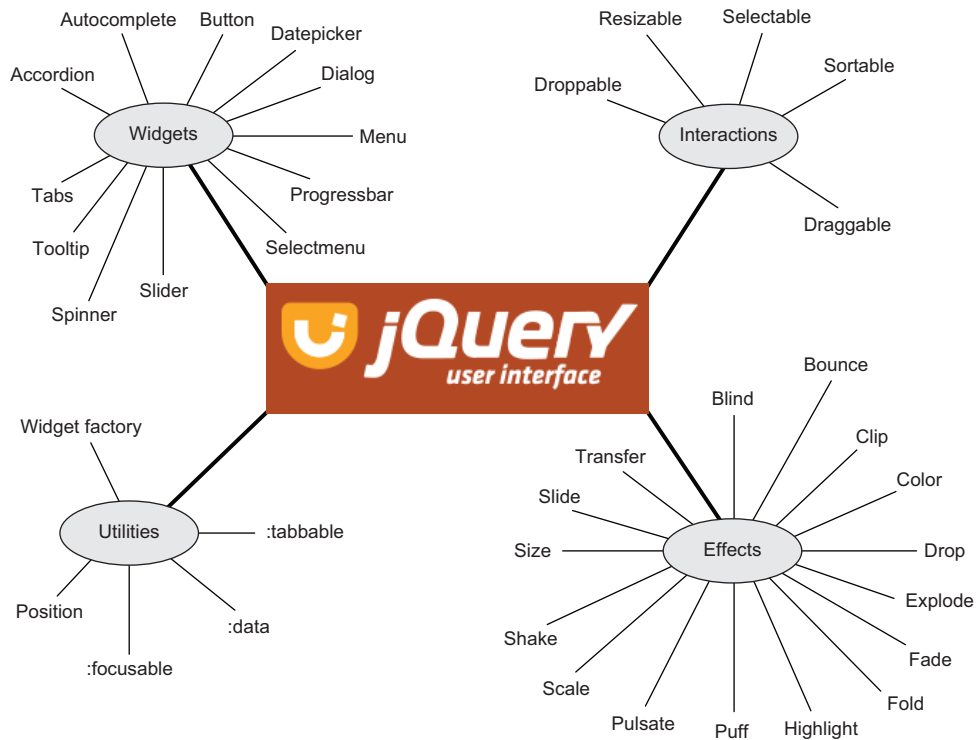 Autocomplete
Button
Datepicker
Accordion
Dialog
Widgets
Menu
Tabs
Progressbar
Tooltip
Selectmenu
Slider
Spinner
Resizable
Selectable
Sortable
Droppable
Interactions
Draggable
jQuery
user interface
Widget factory
Utilities
:tabbable
Position
:data
:focusable
Bounce
Blind
Clip
Transfer
Color
Slide
Size
Effects
Drop
Explode
Shake
Fade
Scale
Fold
Pulsate
Puff
Highlight